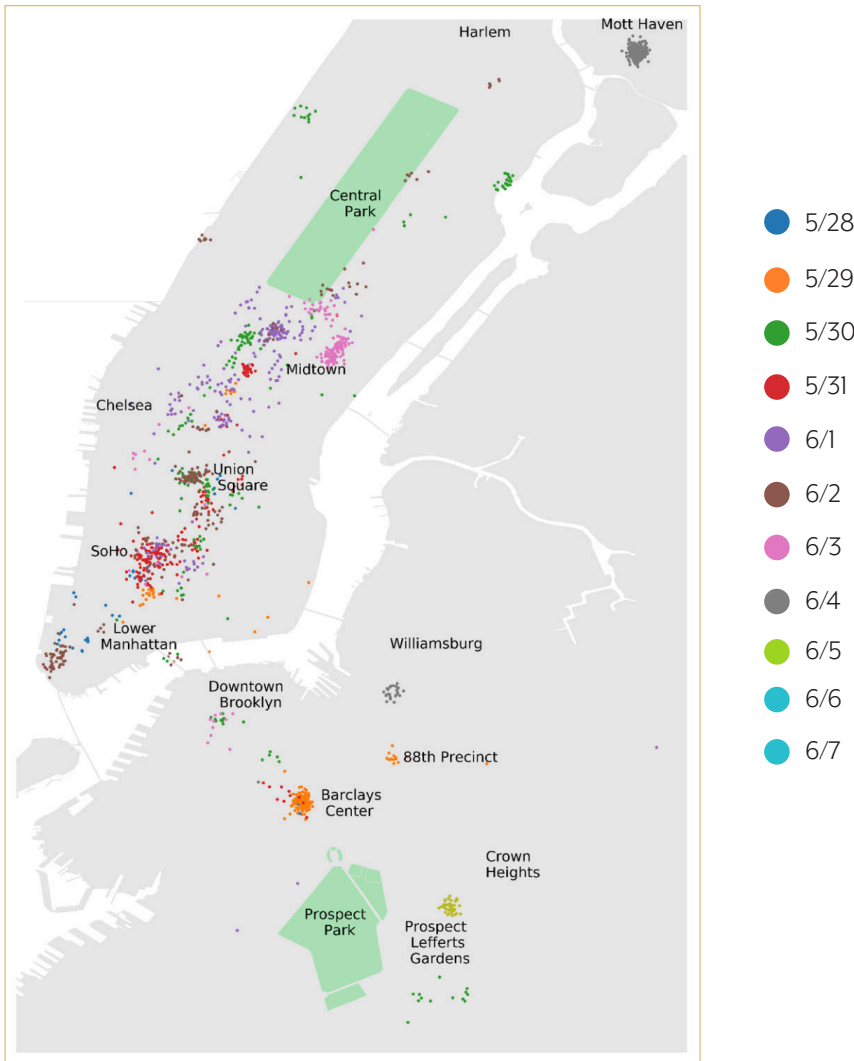 Mott Haven
Harlem
Central
Park
Midtown
Chelsea
Union
Square
SoHo
Lower
Manhattan
Williamsburg
Downtown
Brooklyn
88th Precinct
Barclays
Center
Crown
Heights
Prospect
Park
Prospect
Lefferts
Gardens
5/28
5/29
5/30
5/31
6/1
6/2
6/3
6/4
6/5
6/6
6/7